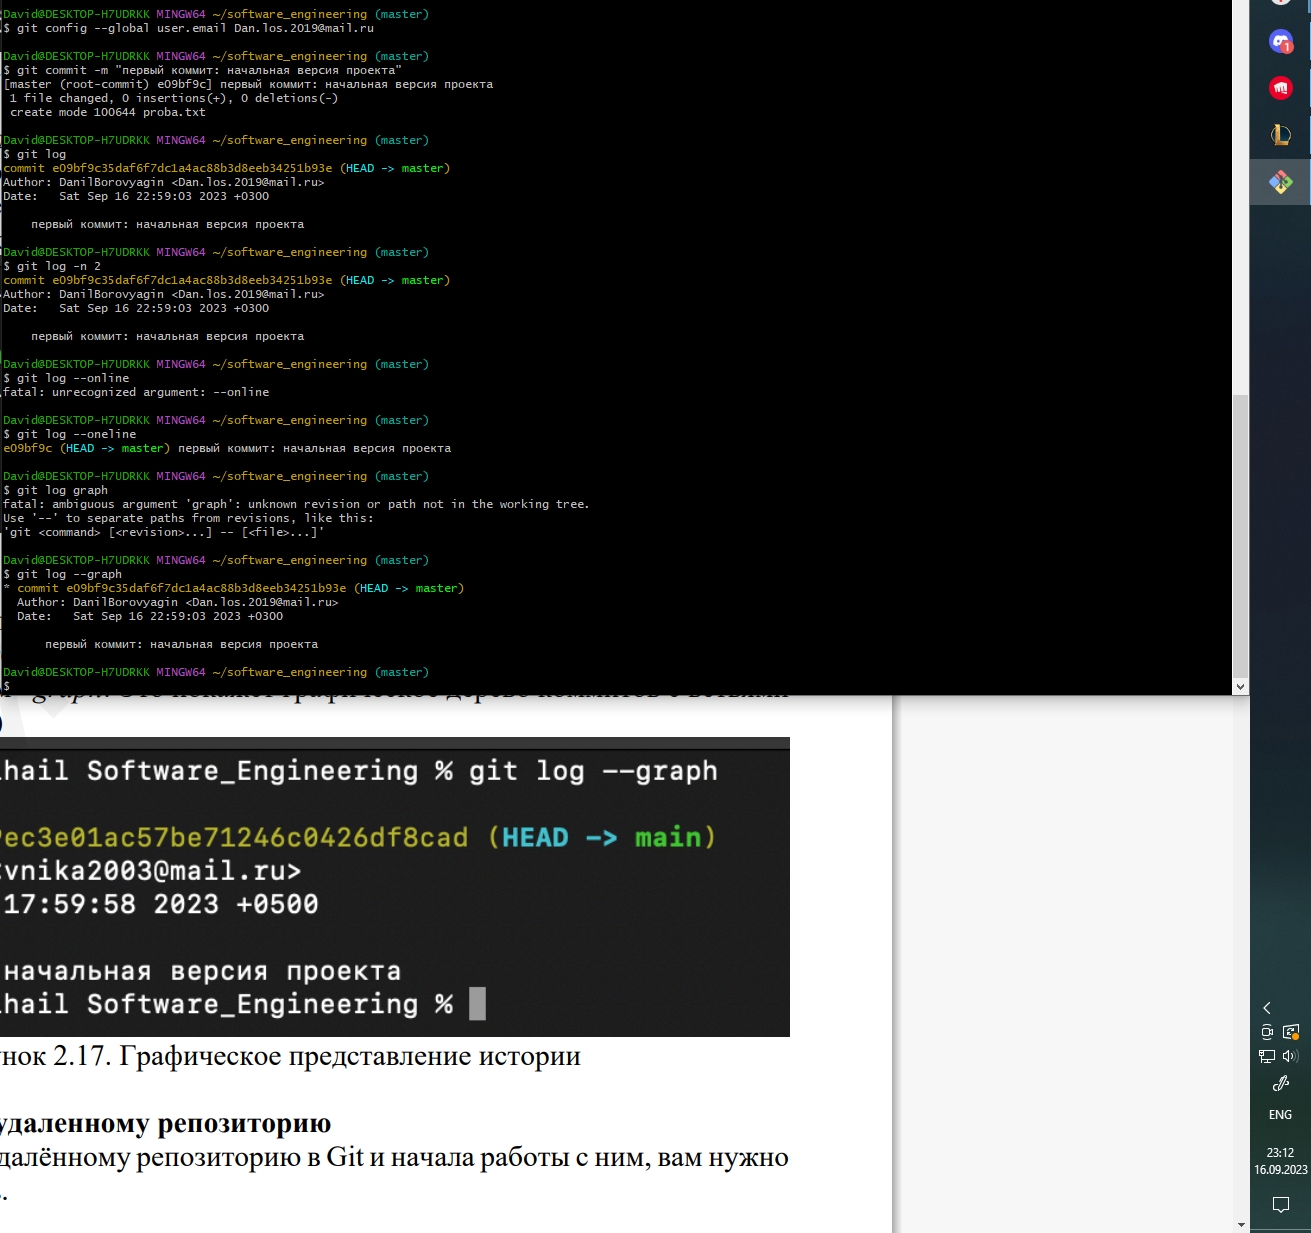 David@DESKTOP-H7UDRKK MINGW64 ~/software_engineering (master)
$ git config --global user.email Dan.los.2019@mail.ru
David@DESKTOP-H7UDRKK MINGW64 ~/software_engineering (master)
$ git commit -m "первый коммит: начальная версия проекта"
[master (root-commit) e09bf9c] первый коммит: начальная версия проекта
1 file changed, 0 insertions(+), 0 deletions(-)
create mode 100644 proba.txt
David@DESKTOP-H7UDRKK MINGW64 ~/software_engineering (master)
$ git log
commit e09bf9c35daf6f7dc1a4ac88b3d8eeb34251b93e (HEAD -> master)
Author: DanilBorovyagin <Dan.los.2019@mail.ru>
Date:   Sat Sep 16 22:59:03 2023 +0300
первый коммит: начальная версия проекта
David@DESKTOP-H7UDRKK MINGW64 ~/software_engineering (master)
$ git log -n 2
commit e09bf9c35daf6f7dc1a4ac88b3d8eeb34251b93e (HEAD -> master)
Author: DanilBorovyagin <Dan.los.2019@mail.ru>
Date:   Sat Sep 16 22:59:03 2023 +0300
первый коммит: начальная версия проекта
David@DESKTOP-H7UDRKK MINGW64 ~/software_engineering (master)
$ git log --online
fatal: unrecognized argument: --online
David@DESKTOP-H7UDRKK MINGW64 ~/software_engineering (master)
$ git log --oneline
e09bf9c (HEAD -> master) первый коммит: начальная версия проекта
David@DESKTOP-H7UDRKK MINGW64 ~/software_engineering (master)
$ git log graph
fatal: ambiguous argument 'graph': unknown revision or path not in the working tree.
Use '--' to separate paths from revisions, like this:
'git <command> [<revision>...] -- [<file>...]'
David@DESKTOP-H7UDRKK MINGW64 ~/software_engineering (master)
$ git log --graph
* commit e09bf9c35daf6f7dc1a4ac88b3d8eeb34251b93e (HEAD -> master)
Author: DanilBorovyagin <Dan.los.2019@mail.ru>
Date:   Sat Sep 16 22:59:03 2023 +0300
первый коммит: начальная версия проекта
David@DESKTOP-H7UDRKK MINGW64 ~/software_engineering (master)
$
hail Software_Engineering % git log --graph
ec3e01ac57be71246c0426df8cad (HEAD -> main)
vnika2003@mail.ru>
17:59:58 2023 +0500
начальная версия проекта
hail Software_Engineering %
нок 2.17. Графическое представление истории
удаленному репозиторию
далённому репозиторию в Git и начала работы с ним, вам нужно
1
ENG
23:12
16.09.2023